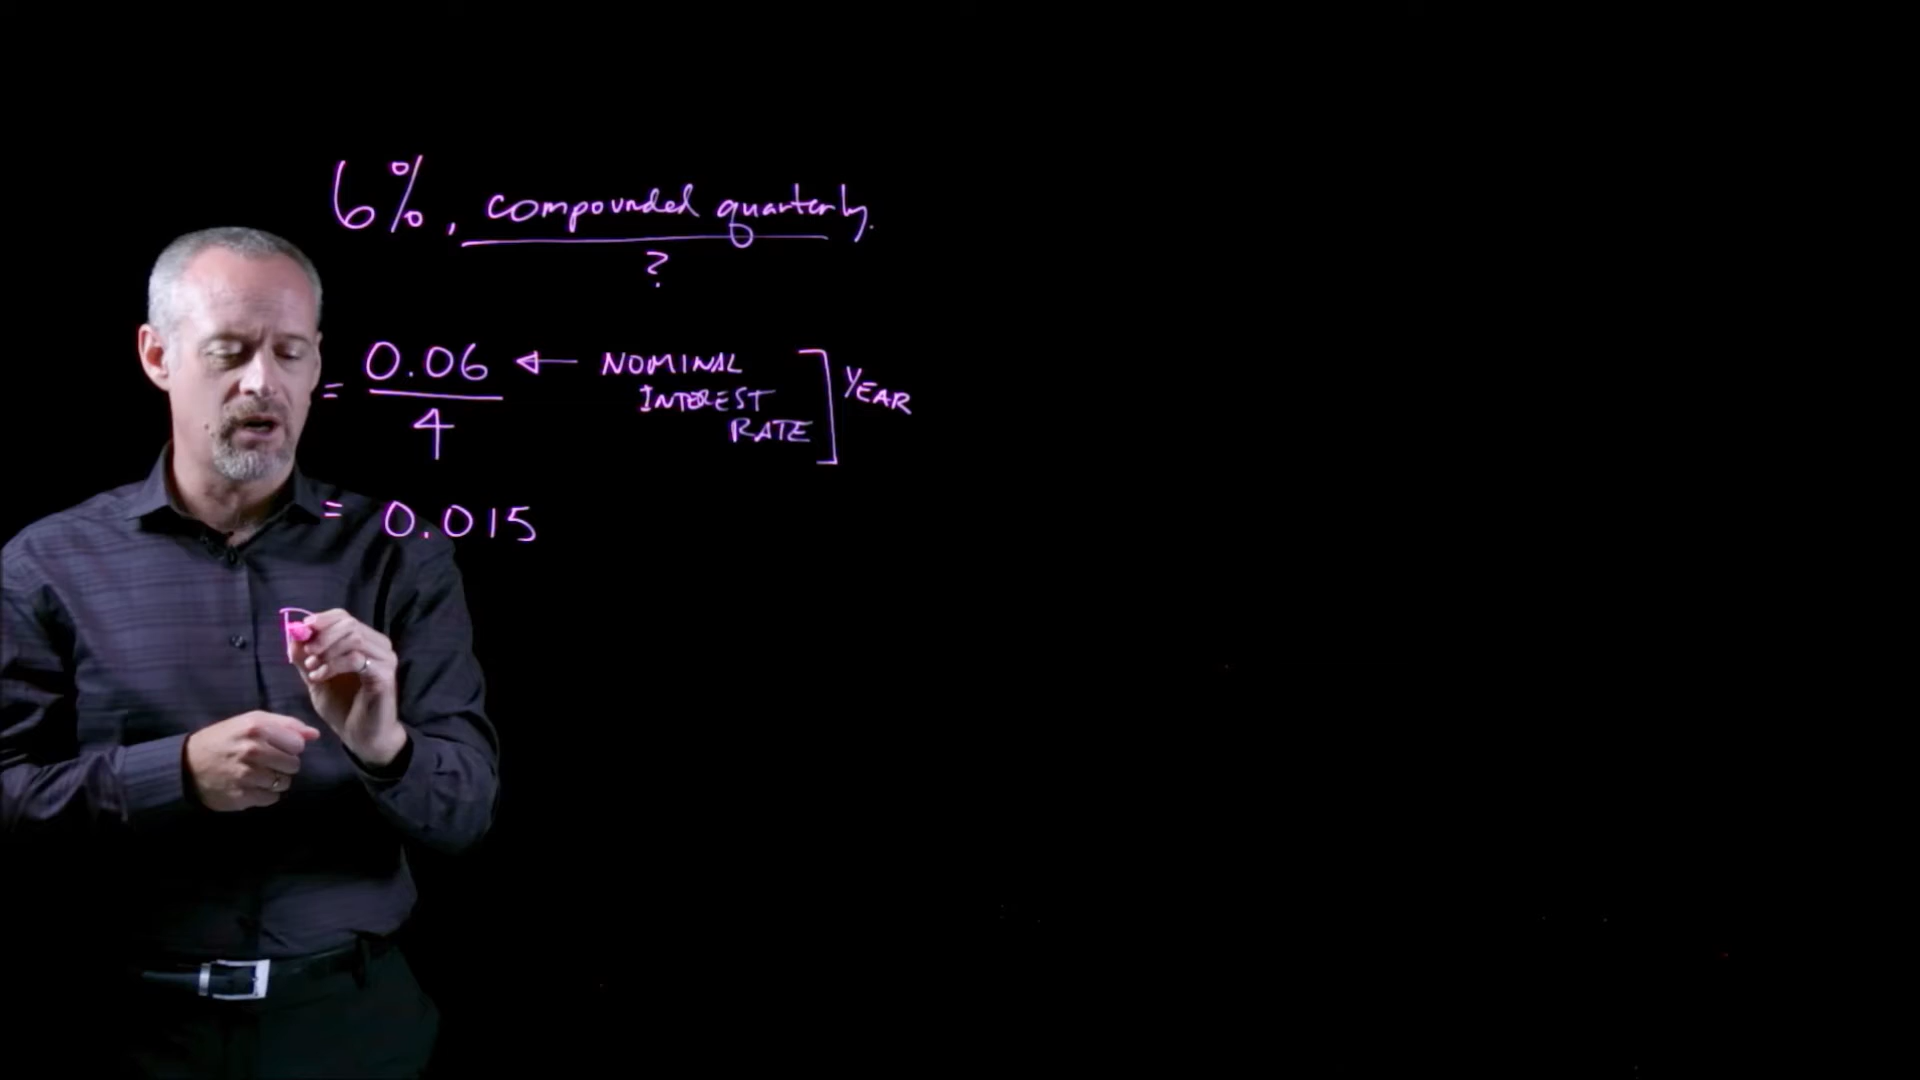 6%, compounded quarterly.
?
= 0.06 ← NOMINAL INTEREST RATE ] YEAR
4
= 0.015